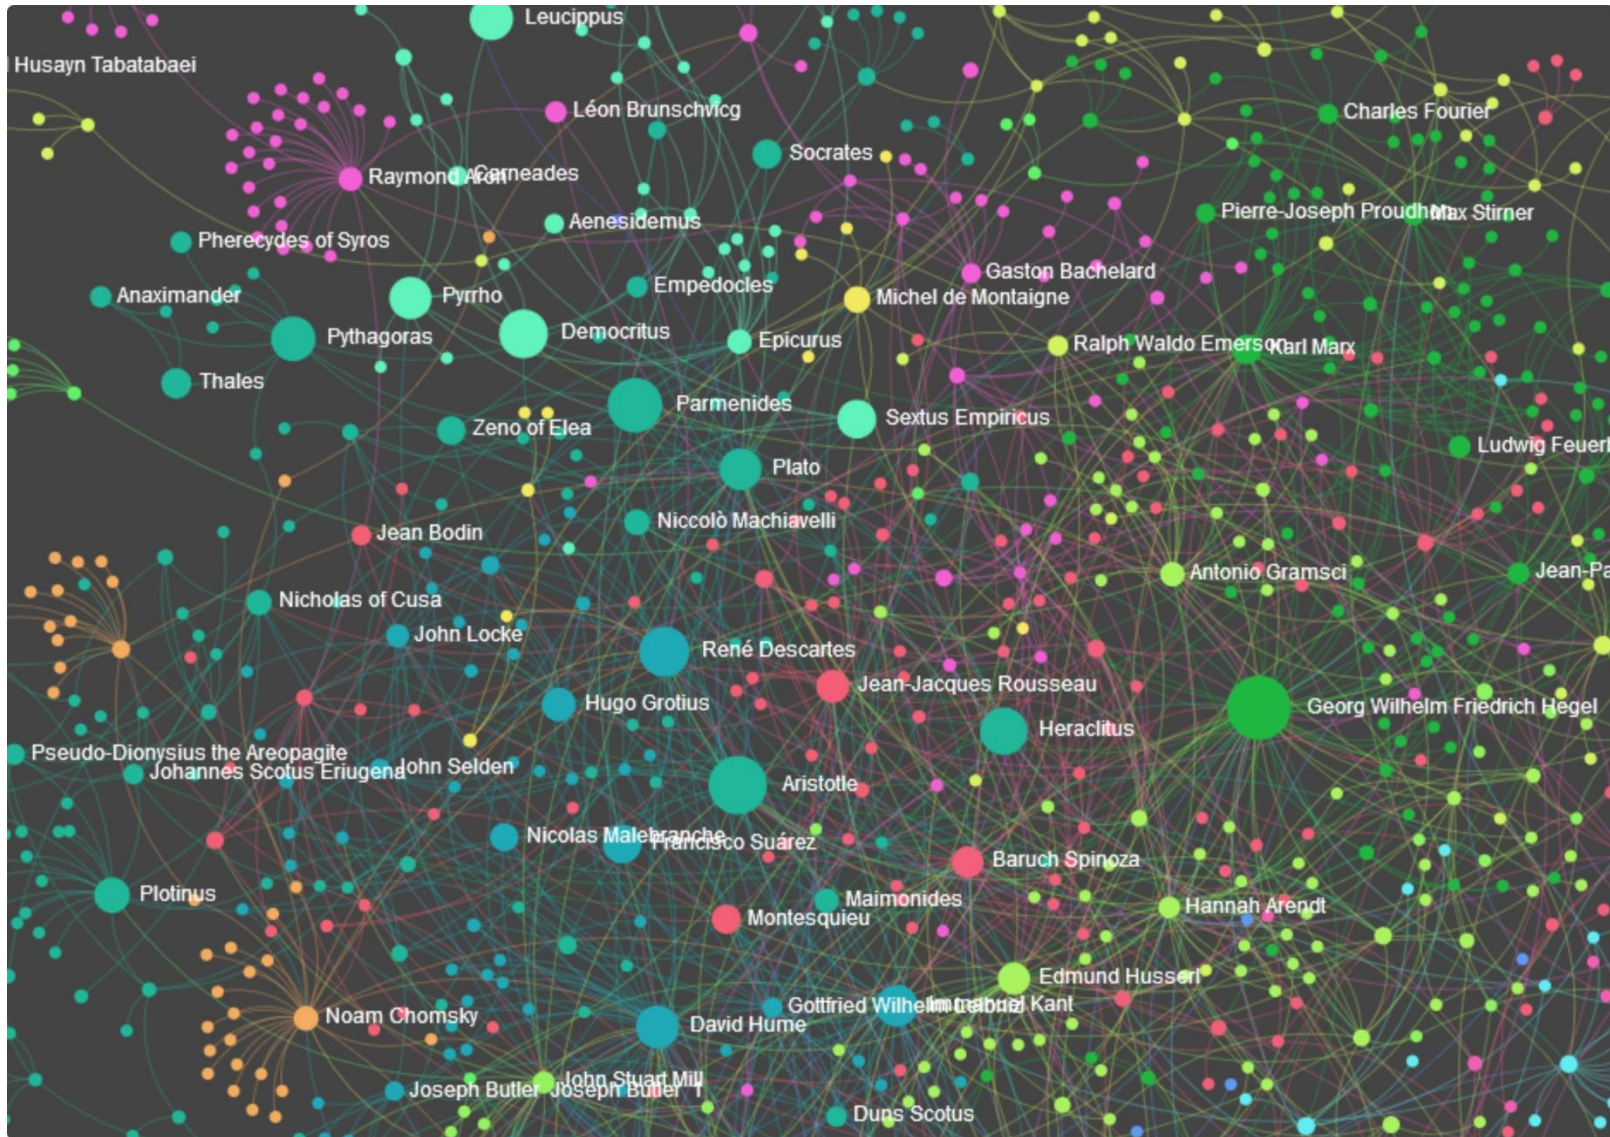 Leucippus
Husayn Tabatabaei
Léon Brunschvicg
Charles Fourier
Socrates
Raymond Aron
Carneades
Pierre-Joseph Proudhon
Max Stirner
Aenesidemus
Pherecydes of Syros
Gaston Bachelard
Empedocles
Anaximander
Pyrrho
Michel de Montaigne
Democritus
Pythagoras
Epicurus
Ralph Waldo Emerson
Karl Marx
Thales
Parmenides
Sextus Empiricus
Zeno of Elea
Ludwig Feuerb
Plato
Niccolò Machiavelli
Jean Bodin
Antonio Gramsci
Jean-Pa
Nicholas of Cusa
John Locke
René Descartes
Jean-Jacques Rousseau
Hugo Grotius
Georg Wilhelm Friedrich Hegel
Heraclitus
Pseudo-Dionysius the Areopagite
Johannes Scotus Eriugena
John Selden
Aristotle
Nicolas Malebranche
Francisco Suárez
Baruch Spinoza
Plotinus
Maimonides
Hannah Arendt
Montesquieu
Edmund Husserl
Gottfried Wilhelm Leibniz
Immanuel Kant
Noam Chomsky
David Hume
John Stuart Mill
Joseph Butler
Joseph Butler 1
Duns Scotus